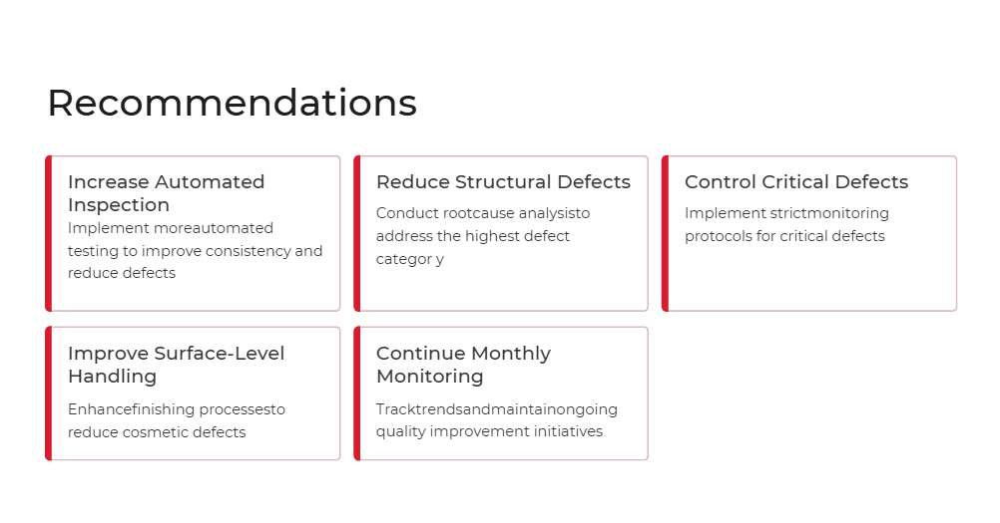 Recommendations
Increase Automated
Inspection
Implement moreautomated
testing to improve consistency and
reduce defects
Reduce Structural Defects
Conduct rootcause analysisto
address the highest defect
categor y
Control Critical Defects
Implement strictmonitoring
protocols for critical defects
Improve Surface-Level
Handling
Enhancefinishing processesto
reduce cosmetic defects
Continue Monthly
Monitoring
Tracktrendsandmaintainongoing
quality improvement initiatives